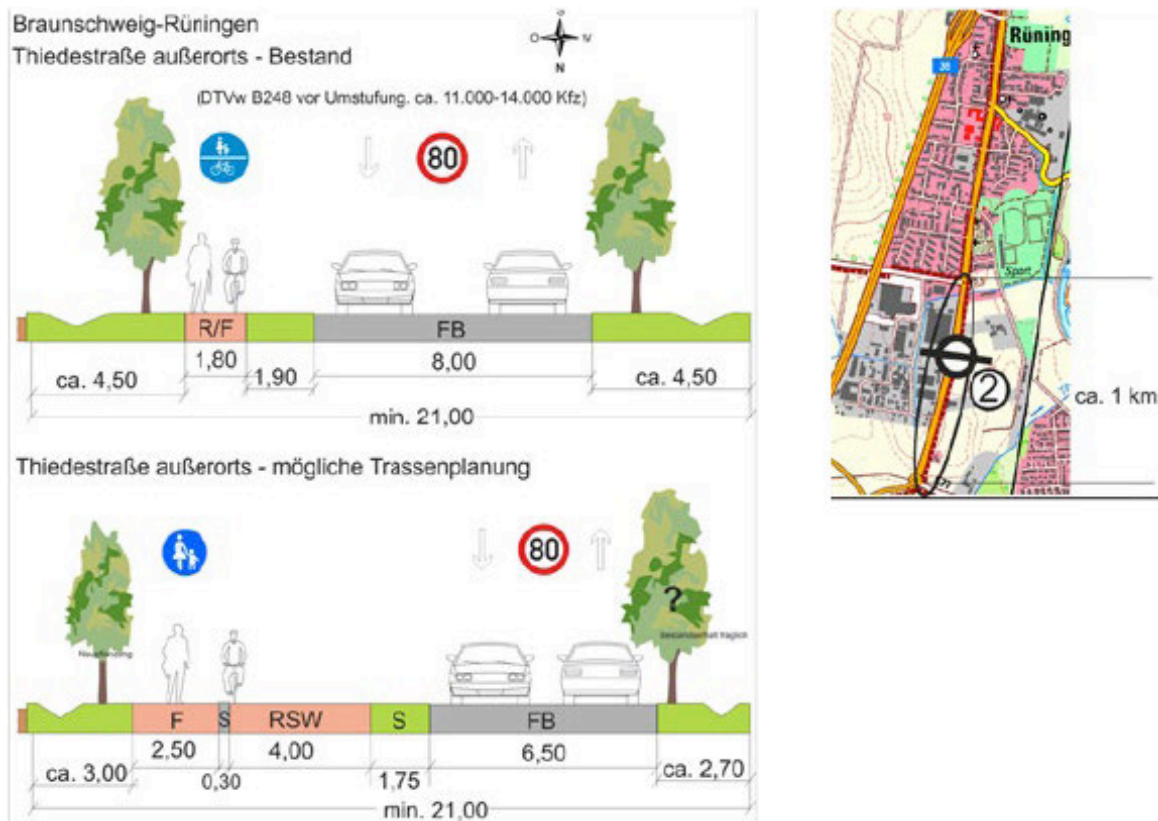 Braunschweig-Rüningen
Thiedestraße außerorts - Bestand
O
N
(DTVw B248 vor Umstufung. ca. 11.000-14.000 Kfz)
80
R/F
FB
1,80
8,00
ca. 4,50
1,90
ca. 4,50
min. 21,00
Thiedestraße außerorts - mögliche Trassenplanung
80
?
Neupflanzung
Bestandserhalt fraglich
F
S
RSW
S
FB
2,50
4,00
6,50
ca. 3,00
0,30
1,75
ca. 2,70
min. 21,00
Rüning
Sport
2
ca. 1 km